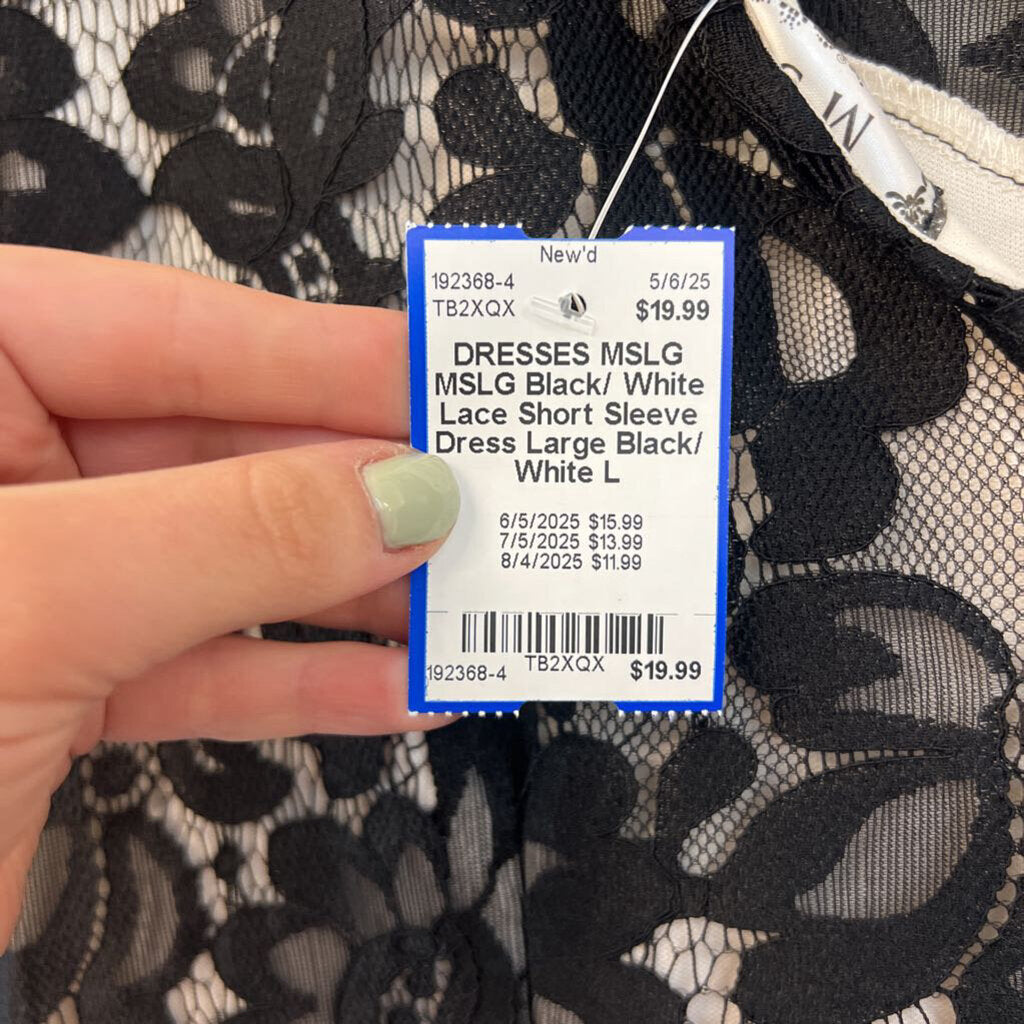 New'd
192368-4 5/6/25
TB2XQX $19.99
DRESSES MSLG
MSLG Black/ White
Lace Short Sleeve
Dress Large Black/
White L
6/5/2025 $15.99
7/5/2025 $13.99
8/4/2025 $11.99
192368-4 TB2XQX $19.99
M